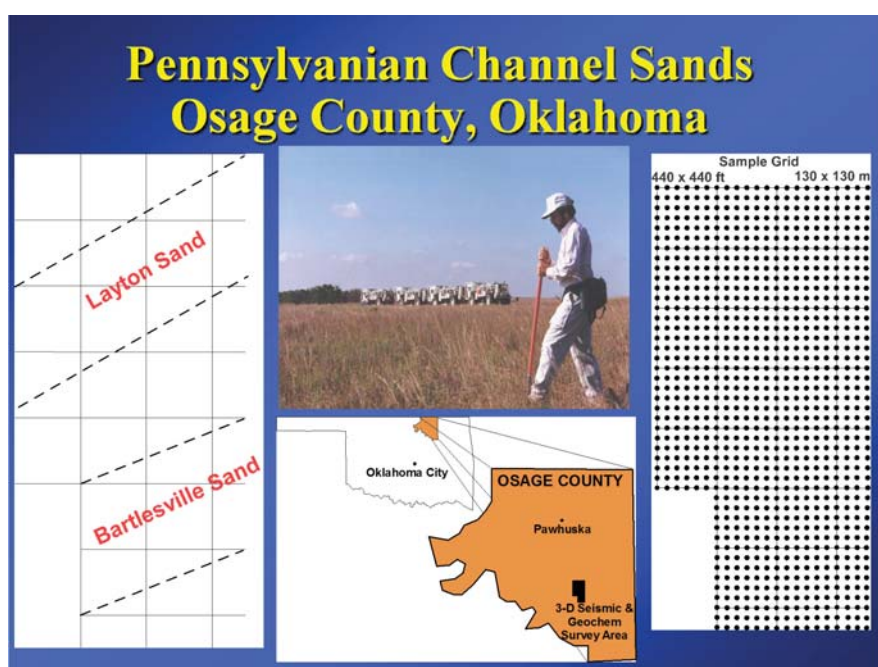 Pennsylvanian Channel Sands
Osage County, Oklahoma
Layton Sand
Bartlesville Sand
Oklahoma City
OSAGE COUNTY
Pawhuska
3-D Seismic &
Geochem
Survey Area
Sample Grid
440 x 440 ft 130 x 130 m